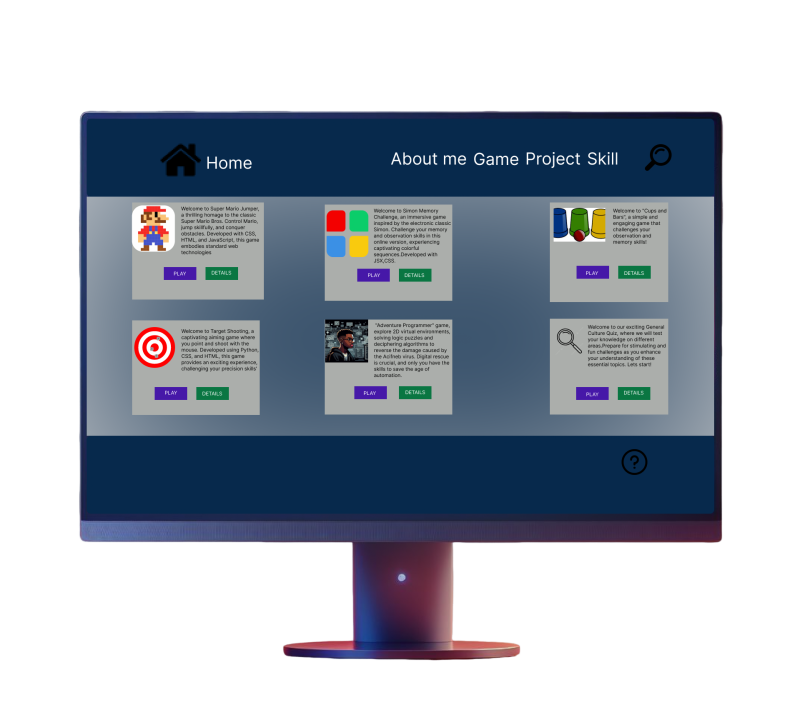 Home
About me Game Project Skill
Welcome to Super Mario Jumper,
a thrilling homage to the classic
Super Mario Bros. Control Mario,
jump skillfully, and conquer
obstacles. Developed with CSS,
HTML, and JavaScript, this game
embodies standard web
technologies
PLAY
DETAILS
Welcome to Simon Memory
Challenge, an immersive game
inspired by the electronic classic
Simon. Challenge your memory
and observation skills in this
online version, experiencing
captivating colorful
sequences.Developed with
JSX,CSS.
PLAY
DETAILS
Welcome to "Cups and
Bars", a simple and
engaging game that
challenges your
observation and
memory skills!
PLAY
DETAILS
Welcome to Target Shooting, a
captivating aiming game where
you point and shoot with the
mouse. Developed using Python,
CSS, and HTML, this game
provides an exciting experience,
challenging your precision skills'
PLAY
DETAILS
"Adventure Programmer" game,
explore 2D virtual environments,
solving logic puzzles and
deciphering algorithms to
reverse the damage caused by
the Acifneb virus. Digital rescue
is crucial, and only you have the
skills to save the age of
automation.
PLAY
DETAILS
Welcome to our exciting General
Culture Quiz, where we will test
your knowledge on different
areas.Prepare for stimulating and
fun challenges as you enhance
your understanding of these
essential topics. Lets start!
PLAY
DETAILS
?